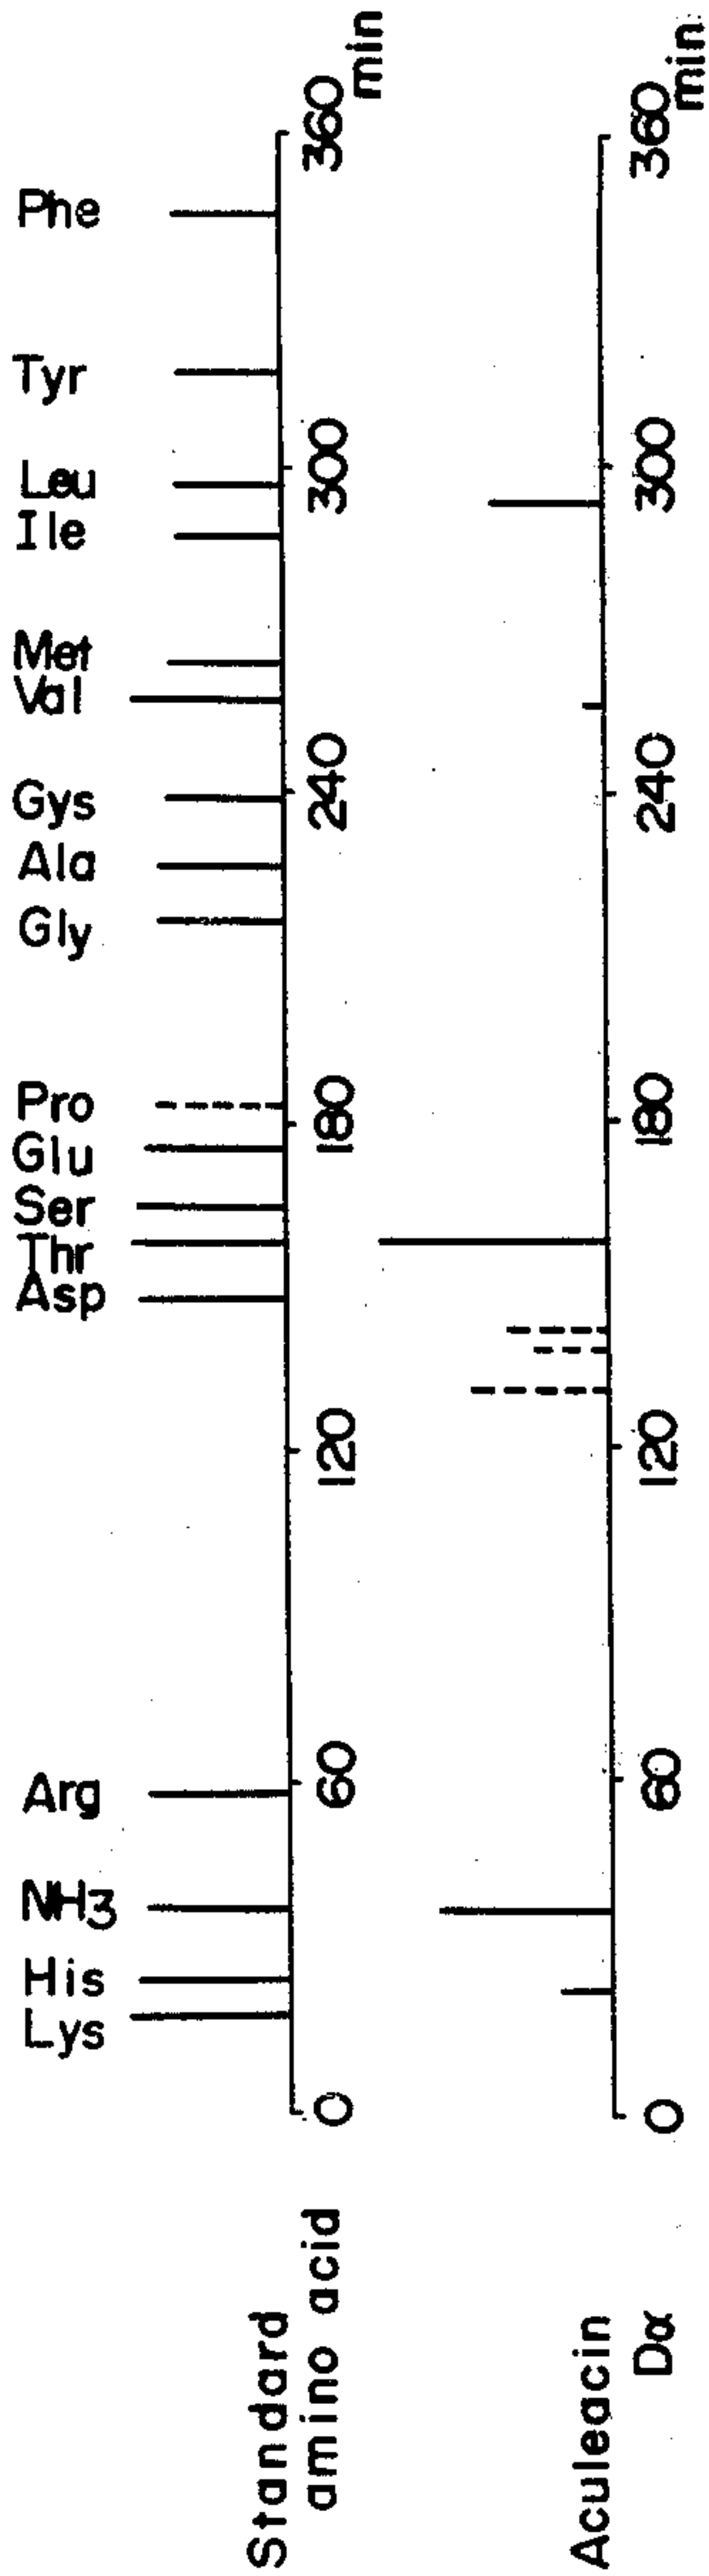 Phe
Tyr
Leu
Ile
Met
Val
Gys
Ala
Gly
Pro
Glu
Ser
Thr
Asp
Arg
NH3
His
Lys
Standard
amino acid
0
60
120
180
240
300
360
min
Aculeacin
Dα
0
60
120
180
240
300
360
min